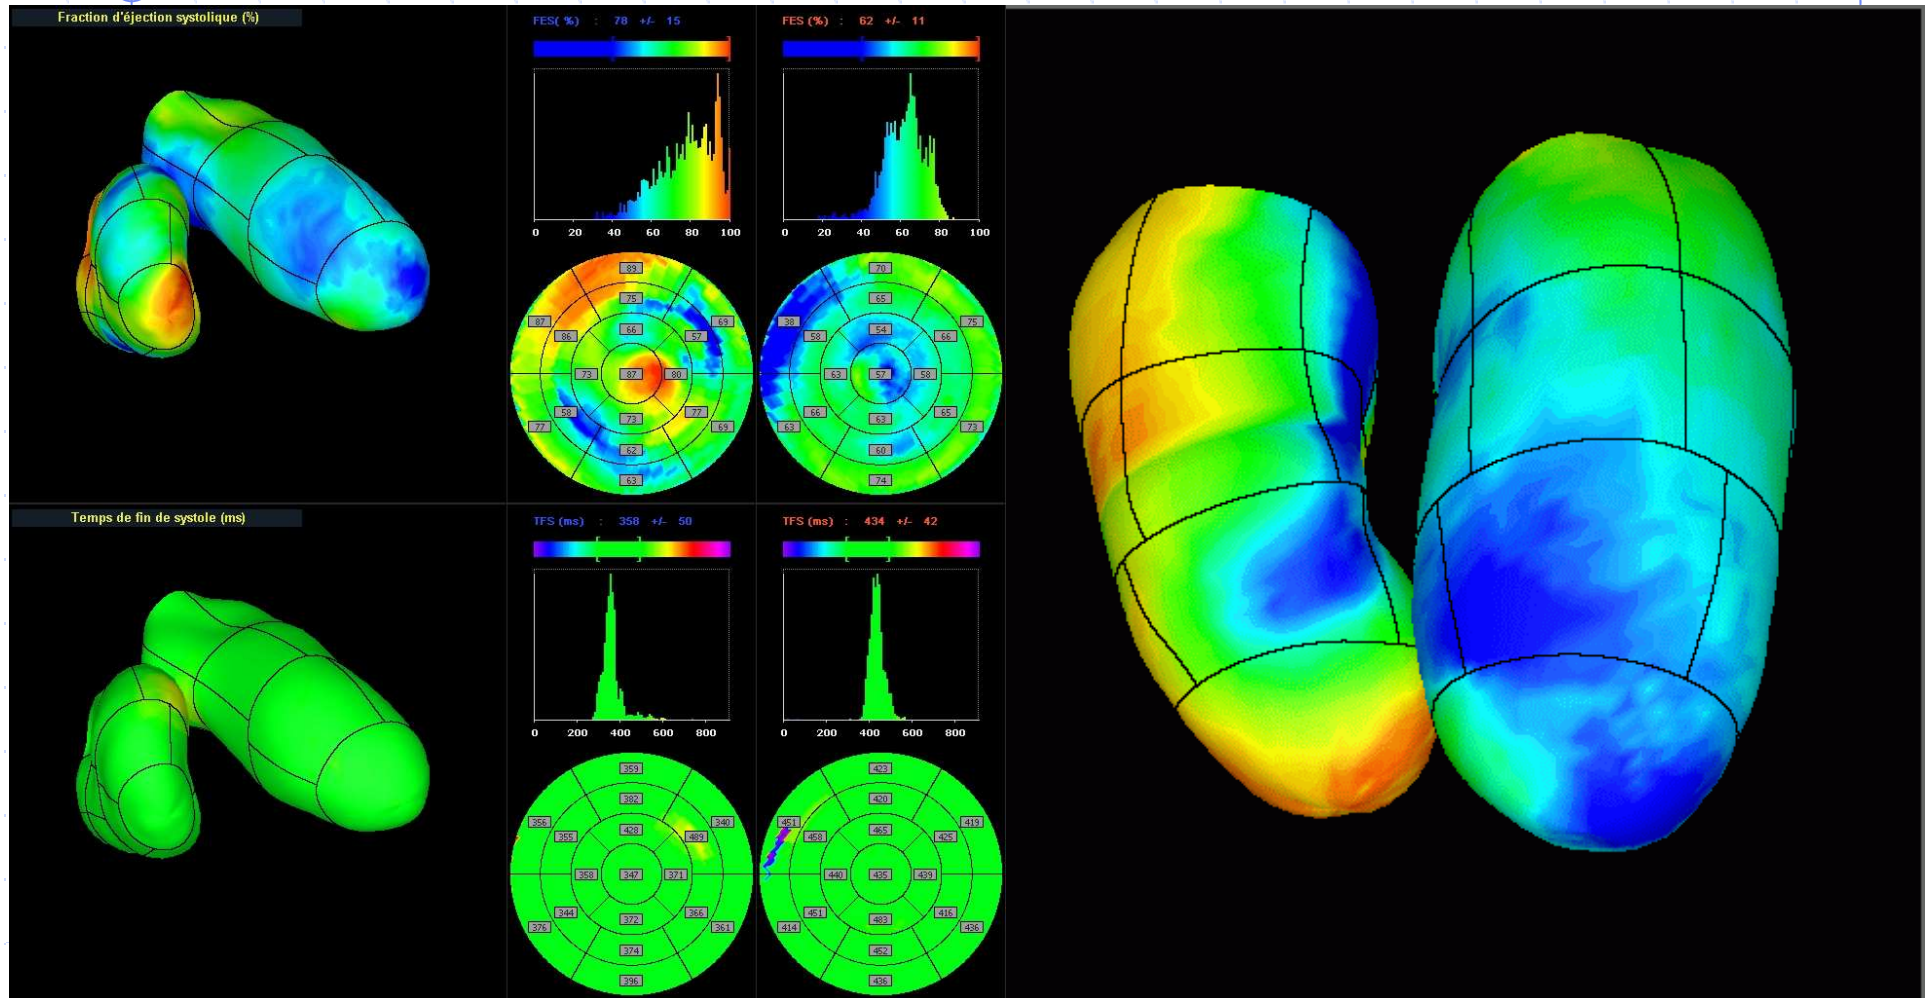 Fraction d'éjection systolique (%)
FES( %) : 78 +/- 15
FES (%) : 62 +/- 11
0 20 40 60 80 100
0 20 40 60 80 100
89
75
87 69
86 66 57
73 87 80
58 73 77
77 69
62
63
70
65
38 75
58 54 66
63 57 58
66 63 65
63 73
60
74
Temps de fin de systole (ms)
TFS (ms) : 358 +/- 50
TFS (ms) : 434 +/- 42
0 200 400 600 800
0 200 400 600 800
359
382
356 340
355 428 489
358 347 371
344 372 366
376 361
374
396
423
420
451 419
458 465 425
440 435 439
451 483 416
414 436
452
436